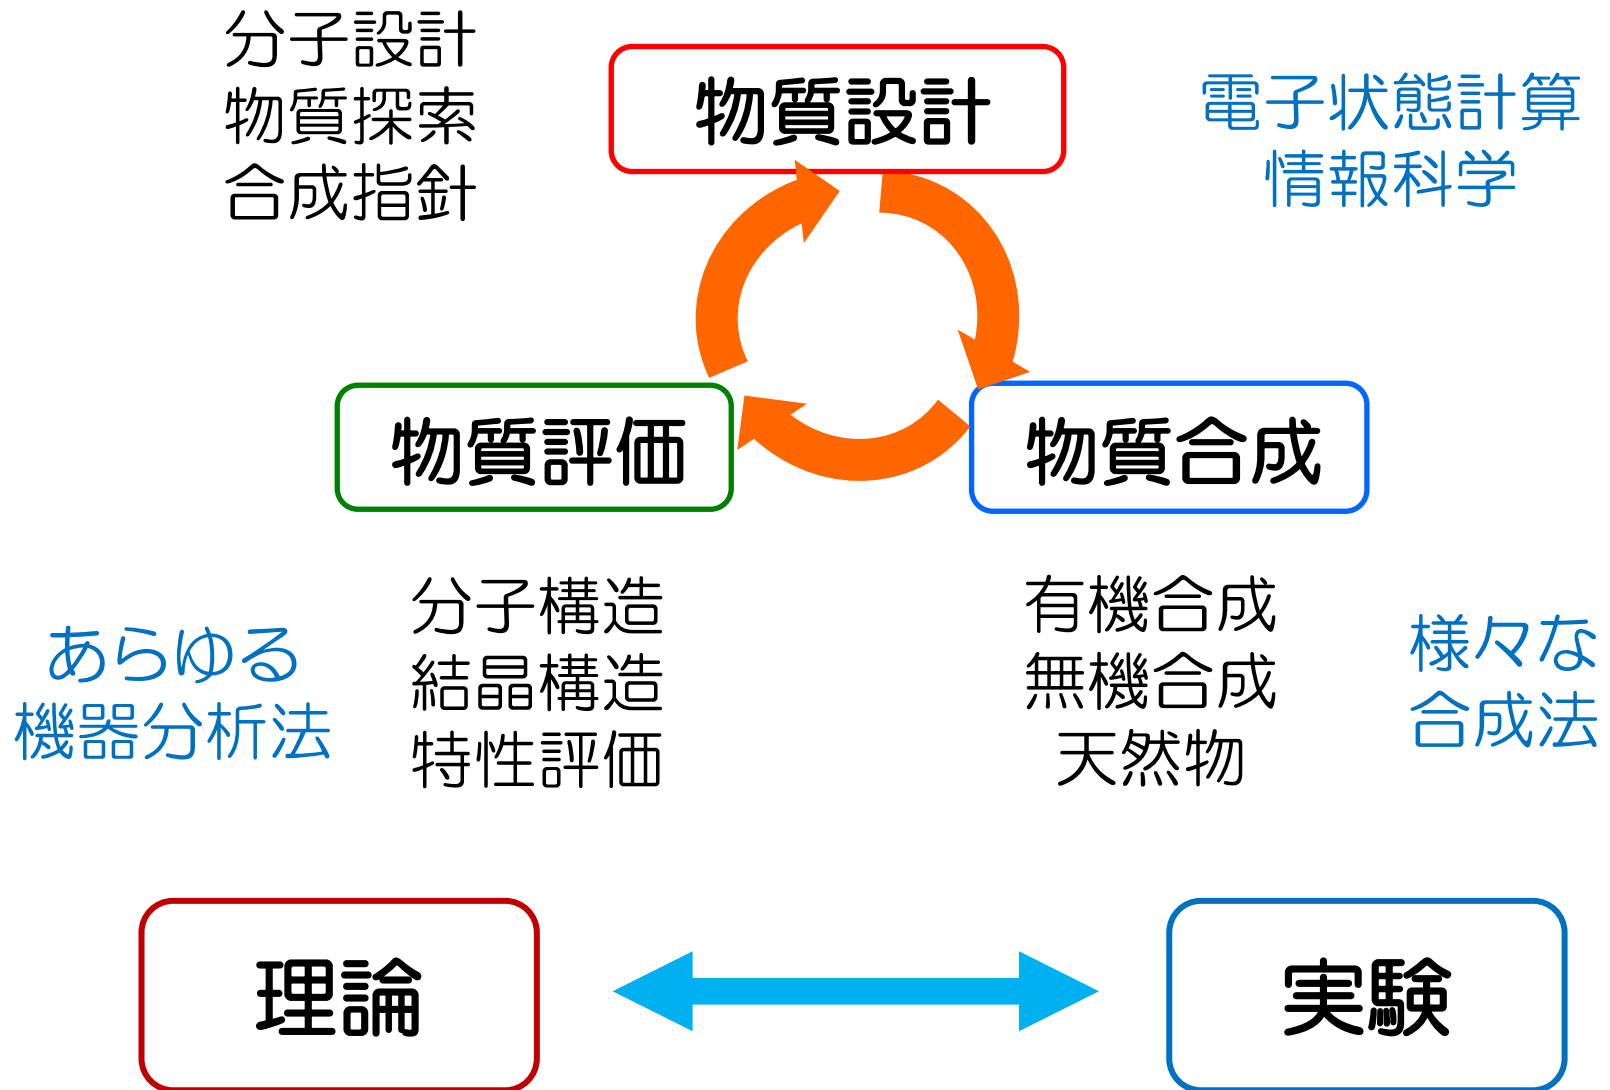 分子設計
物質探索
合成指針
物質設計
電子状態計算
情報科学
物質評価
物質合成
あらゆる
機器分析法
分子構造
結晶構造
特性評価
有機合成
無機合成
天然物
様々な
合成法
理論
実験